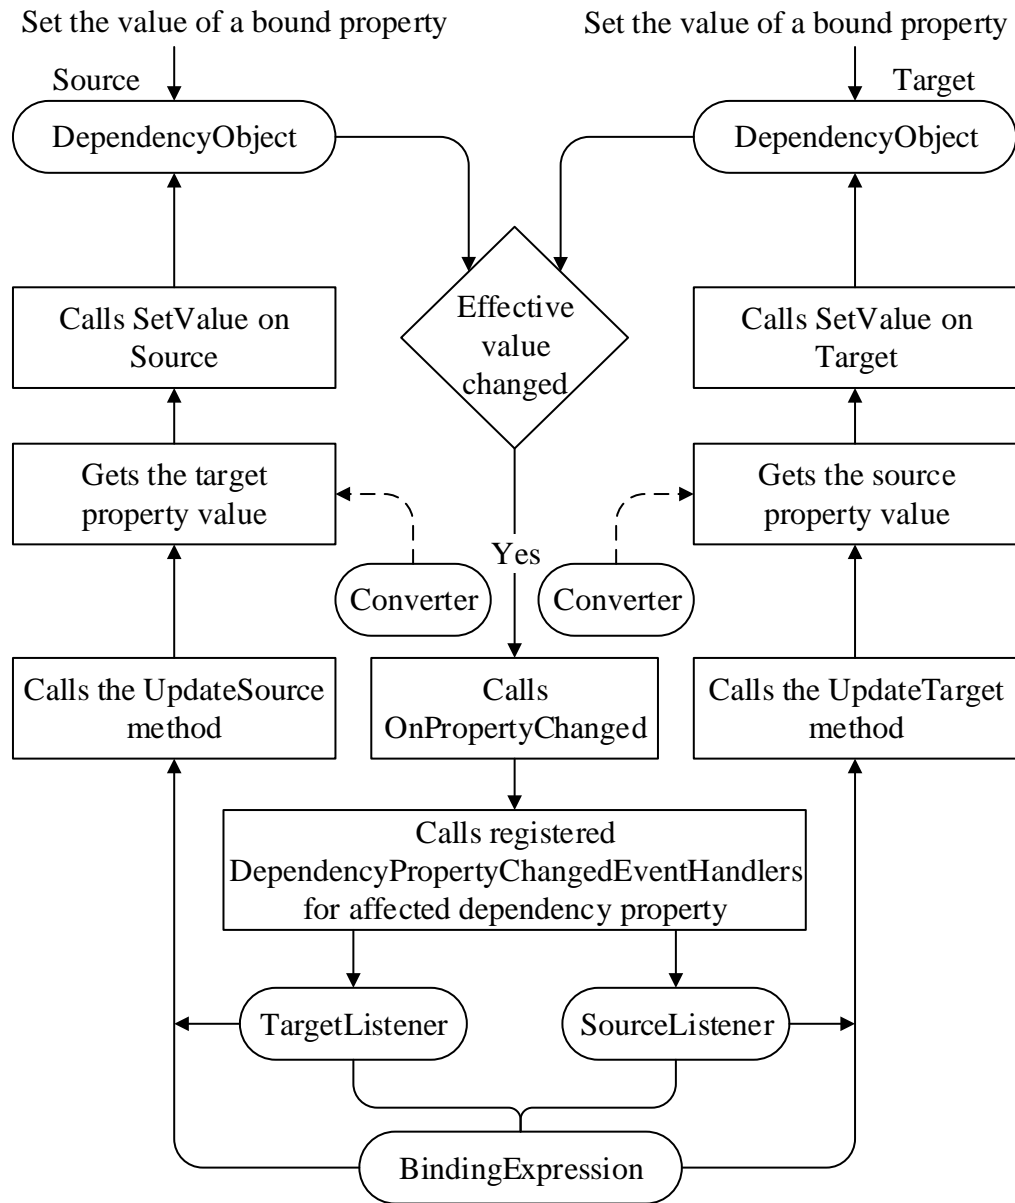 Set the value of a bound property
Set the value of a bound property
Source
Target
DependencyObject
DependencyObject
Calls SetValue on
Source
Effective
value
changed
Calls SetValue on
Target
Gets the target
property value
Gets the source
property value
Yes
Converter
Converter
Calls the UpdateSource
method
Calls
OnPropertyChanged
Calls the UpdateTarget
method
Calls registered
DependencyPropertyChangedEventHandlers
for affected dependency property
TargetListener
SourceListener
BindingExpression